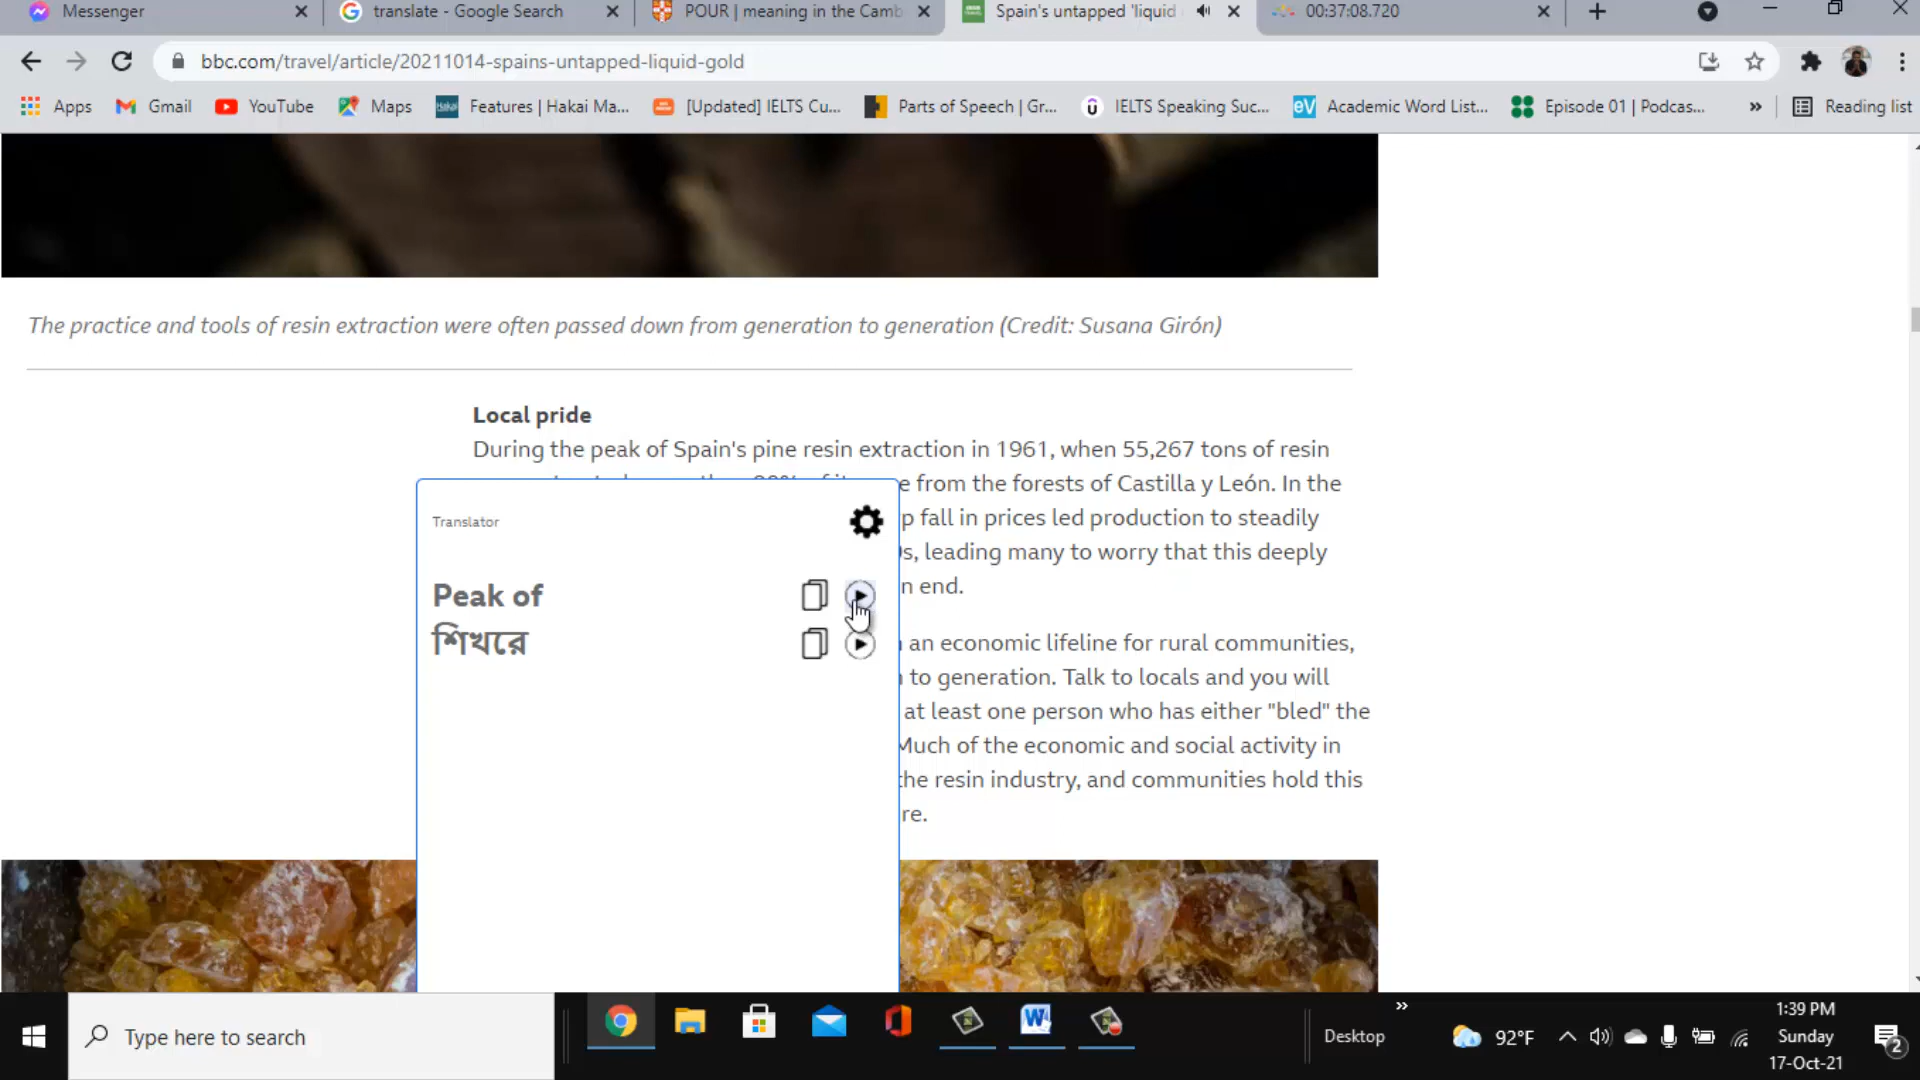 Messenger
translate - Google Search
POUR | meaning in the Camb
Spain's untapped 'liquid
00:37:08.720
bbc.com/travel/article/20211014-spains-untapped-liquid-gold
Apps
Gmail
YouTube
Maps
Hakai
Features | Hakai Ma...
[Updated] IELTS Cu...
Parts of Speech | Gr...
IELTS Speaking Suc...
eV
Academic Word List...
Episode 01 | Podcas...
»
Reading list
The practice and tools of resin extraction were often passed down from generation to generation (Credit: Susana Girón)
Local pride
During the peak of Spain's pine resin extraction in 1961, when 55,267 tons of resin
from the forests of Castilla y León. In the
p fall in prices led production to steadily
s, leading many to worry that this deeply
n end.
an economic lifeline for rural communities,
to generation. Talk to locals and you will
at least one person who has either "bled" the
Much of the economic and social activity in
the resin industry, and communities hold this
re.
Translator
Peak of
শিখরে
Type here to search
Desktop
»
92°F
1:39 PM
Sunday
17-Oct-21
2